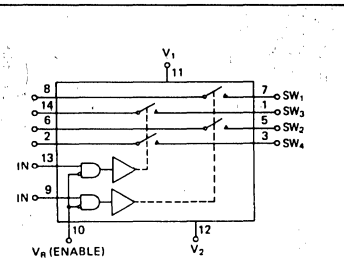 V₁
11
8 7 SW₁
14 1 SW₃
6 5 SW₂
2 3 SW₄
13
IN
9
IN
10 12
V_R (ENABLE) V₂